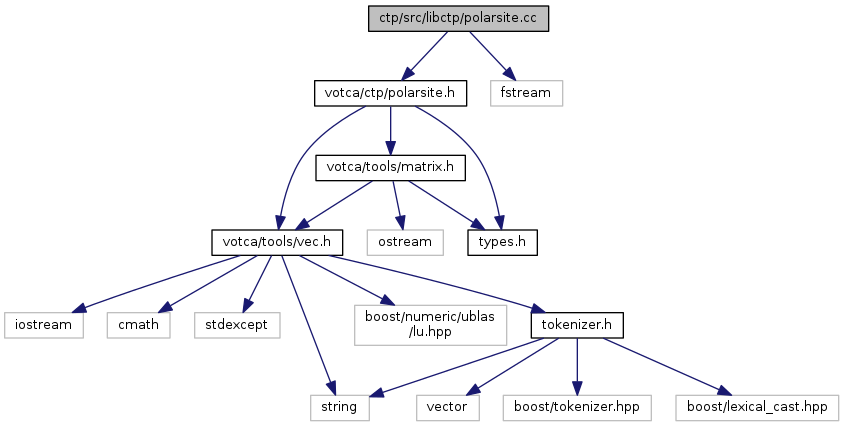 ctp/src/libctp/polarsite.cc
votca/ctp/polarsite.h
fstream
votca/tools/matrix.h
votca/tools/vec.h
ostream
types.h
iostream
cmath
stdexcept
boost/numeric/ublas
/lu.hpp
tokenizer.h
string
vector
boost/tokenizer.hpp
boost/lexical_cast.hpp